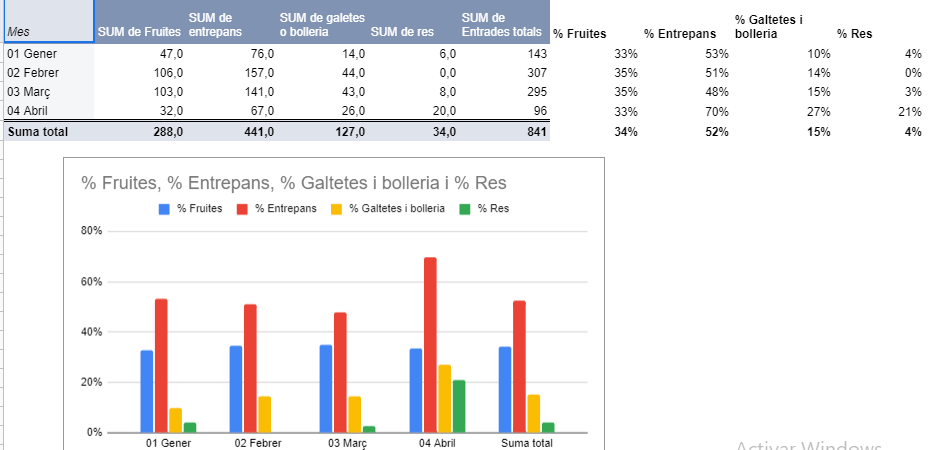 Mes SUM de Fruites SUM de entrepans SUM de galetes o bolleria SUM de res SUM de Entrades totals % Fruites % Entrepans % Galtetes i bolleria % Res
01 Gener 47,0 76,0 14,0 6,0 143 33% 53% 10% 4%
02 Febrer 106,0 157,0 44,0 0,0 307 35% 51% 14% 0%
03 Març 103,0 141,0 43,0 8,0 295 35% 48% 15% 3%
04 Abril 32,0 67,0 26,0 20,0 96 33% 70% 27% 21%
Suma total 288,0 441,0 127,0 34,0 841 34% 52% 15% 4%
% Fruites, % Entrepans, % Galtetes i bolleria i % Res
% Fruites % Entrepans % Galtetes i bolleria % Res
80%
60%
40%
20%
0%
01 Gener 02 Febrer 03 Març 04 Abril Suma total
Activar Windows